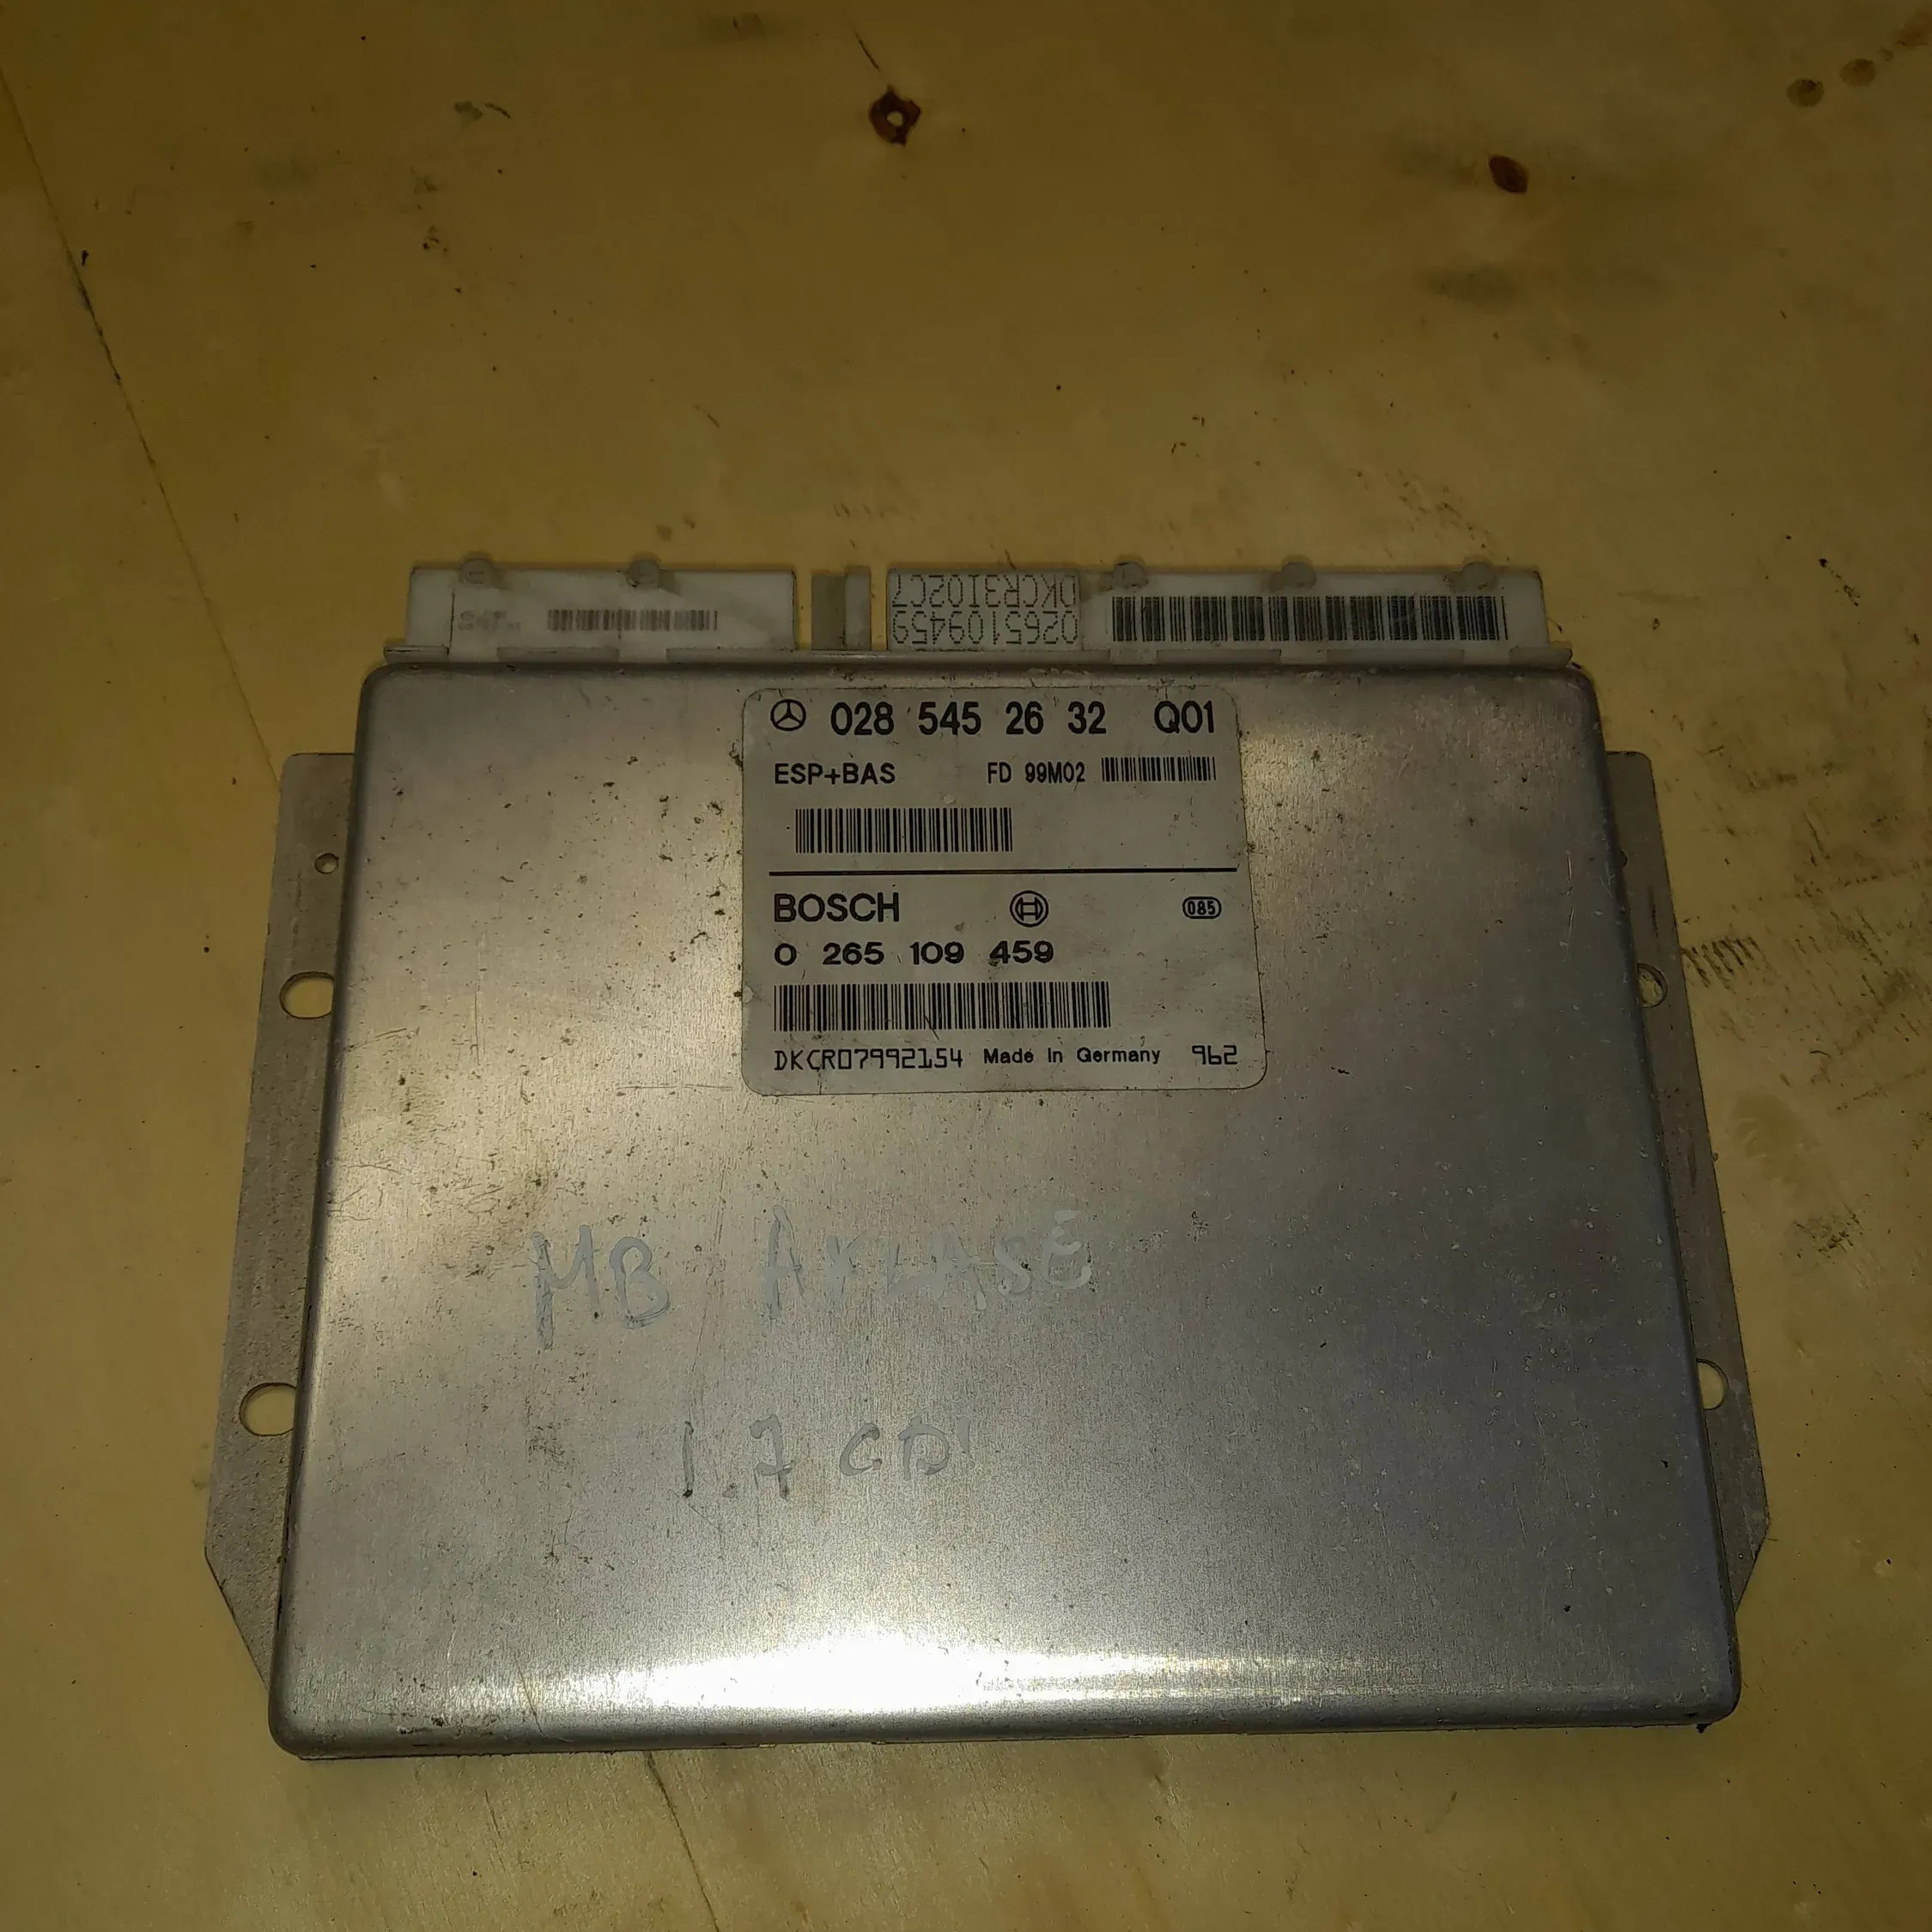 DKCR3102C7
0265109459
028 545 26 32 Q01
ESP+BAS FD 99M02
BOSCH 085
0 265 109 459
DKCR07992154 Made in Germany 962
MB A KLASĖ
1.7 CDI